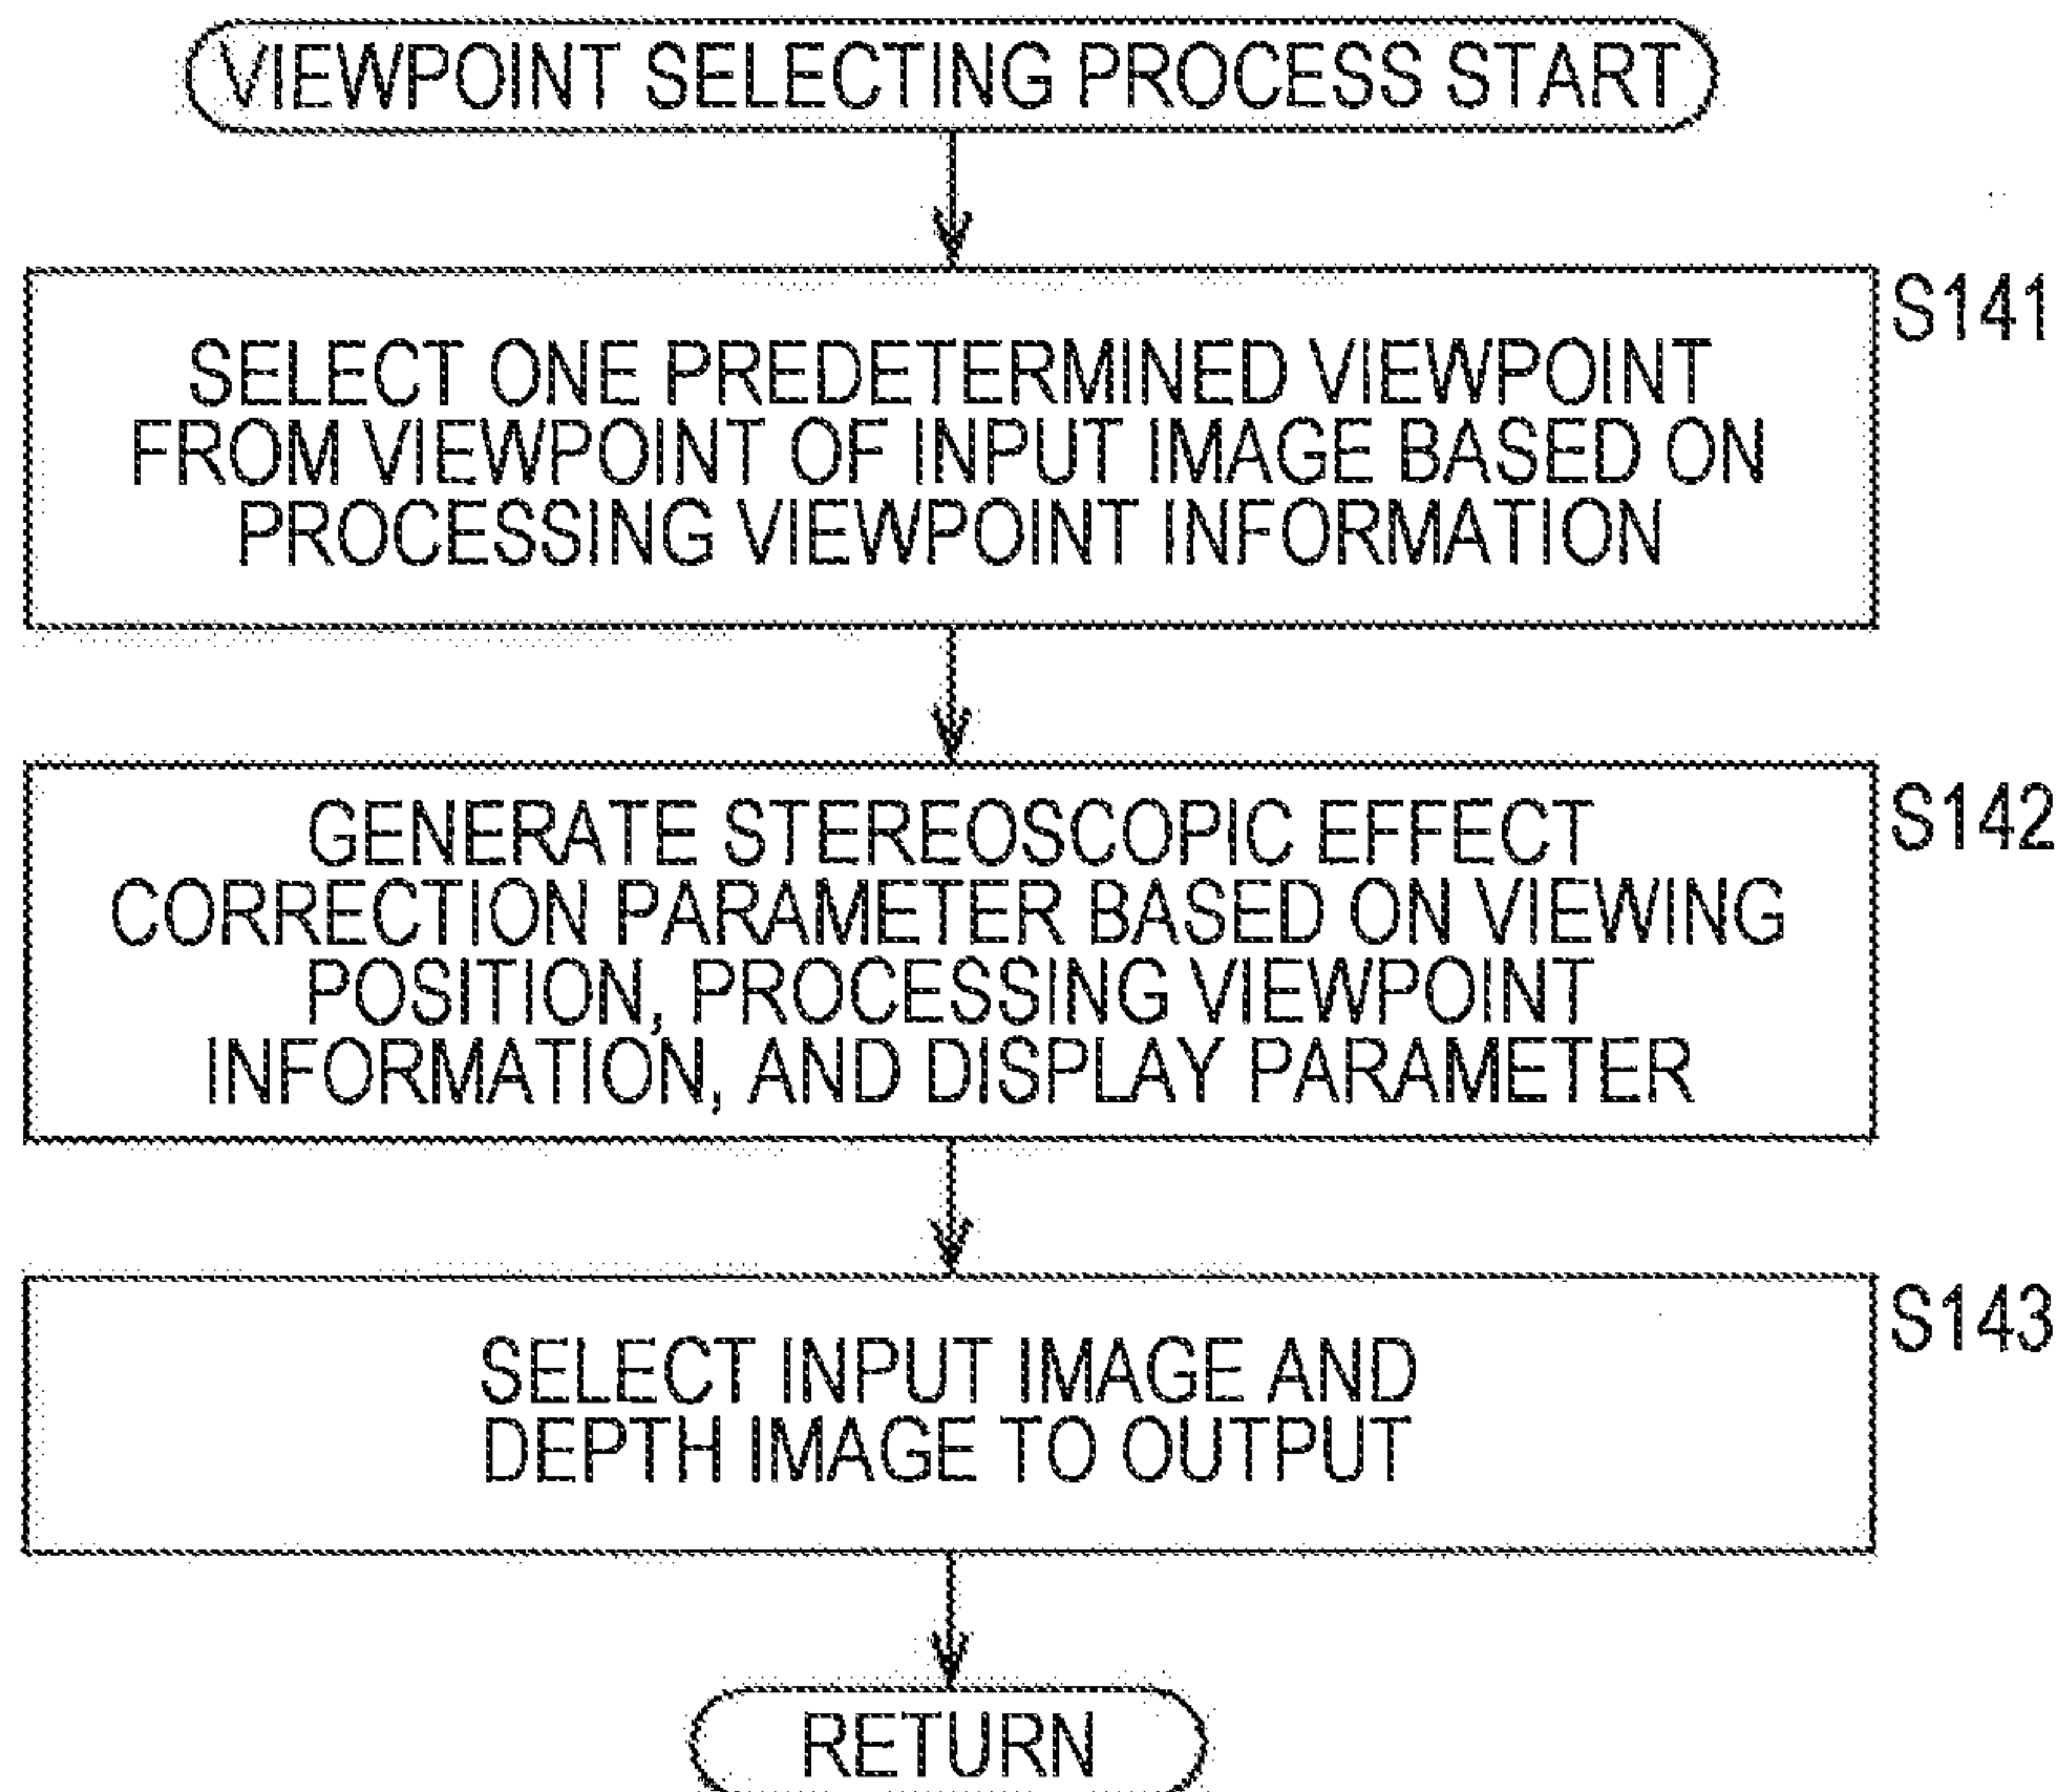 VIEWPOINT SELECTING PROCESS START
S141
SELECT ONE PREDETERMINED VIEWPOINT
FROM VIEWPOINT OF INPUT IMAGE BASED ON
PROCESSING VIEWPOINT INFORMATION
S142
GENERATE STEREOSCOPIC EFFECT
CORRECTION PARAMETER BASED ON VIEWING
POSITION, PROCESSING VIEWPOINT
INFORMATION, AND DISPLAY PARAMETER
S143
SELECT INPUT IMAGE AND
DEPTH IMAGE TO OUTPUT
RETURN